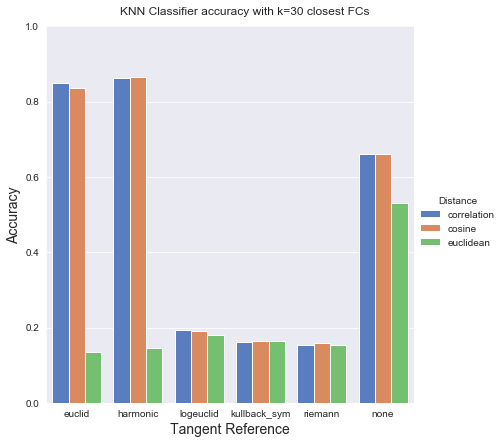 KNN Classifier accuracy with k=30 closest FCs
1.0
0.8
0.6
0.4
0.2
0.0
Accuracy
euclid harmonic logeuclid kullback_sym riemann none
Tangent Reference
Distance
correlation
cosine
euclidean